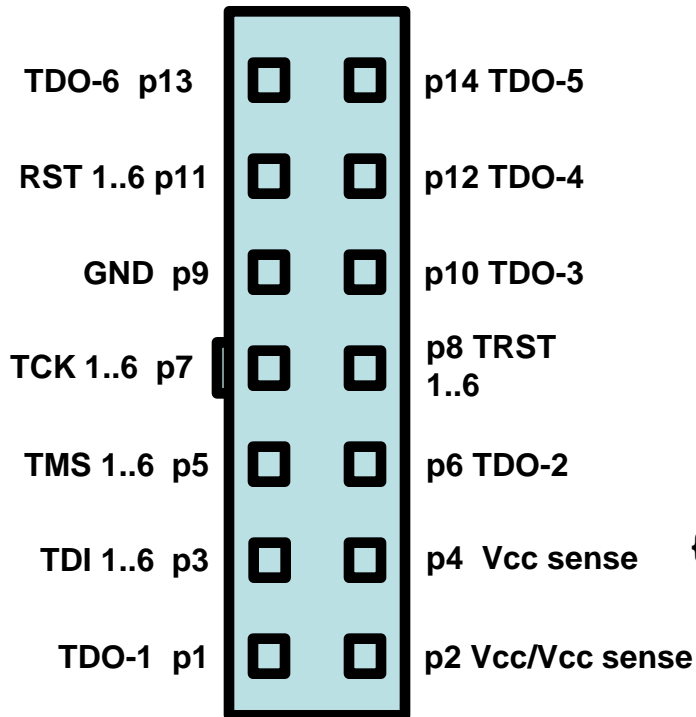 TDO-6 p13
p14 TDO-5
RST 1..6 p11
p12 TDO-4
GND p9
p10 TDO-3
TCK 1..6 p7
p8 TRST
1..6
TMS 1..6 p5
p6 TDO-2
TDI 1..6 p3
p4 Vcc sense
TDO-1 p1
p2 Vcc/Vcc sense